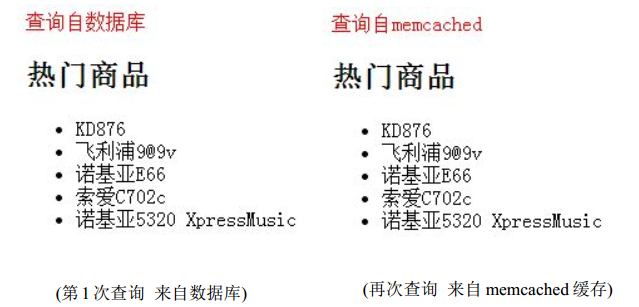 查询自数据库
热门商品
KD876
飞利浦9@9v
诺基亚E66
索爱C702c
诺基亚5320 XpressMusic
(第1次查询 来自数据库)
查询自memcached
热门商品
KD876
飞利浦9@9v
诺基亚E66
索爱C702c
诺基亚5320 XpressMusic
(再次查询 来自 memcached 缓存)